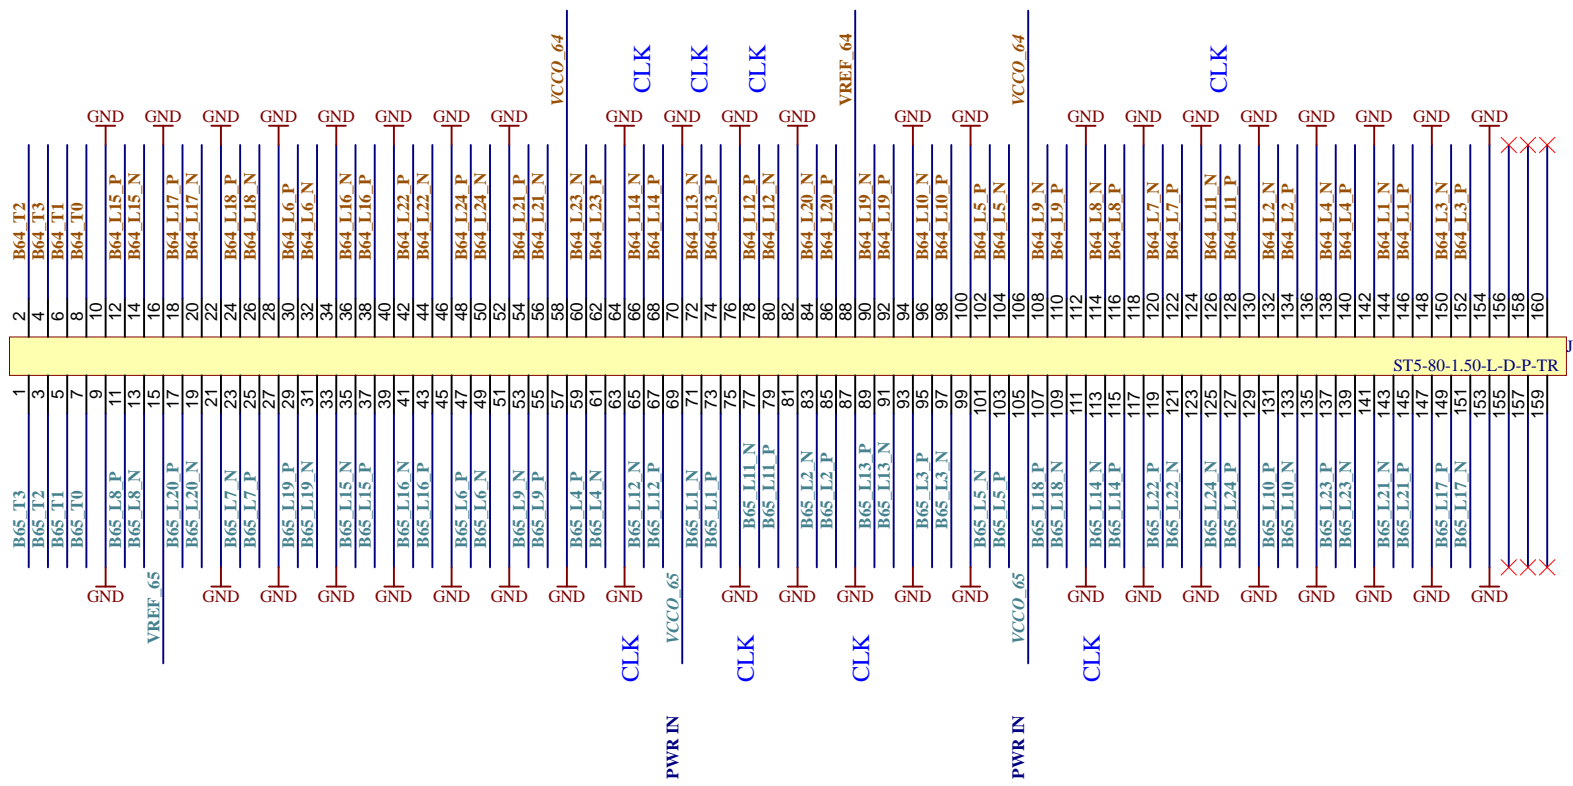 VCCO_64
CLK
CLK
CLK
VREF_64
VCCO_64
CLK
GND GND GND GND GND GND GND GND GND GND GND GND GND GND GND GND GND GND GND GND GND GND
B64_T2
B64_T3
B64_T1
B64_T0
B64_L15_P
B64_L15_N
B64_L17_P
B64_L17_N
B64_L18_P
B64_L18_N
B64_L6_P
B64_L6_N
B64_L16_N
B64_L16_P
B64_L22_P
B64_L22_N
B64_L24_P
B64_L24_N
B64_L21_P
B64_L21_N
B64_L23_N
B64_L23_P
B64_L14_N
B64_L14_P
B64_L13_N
B64_L13_P
B64_L12_P
B64_L12_N
B64_L20_N
B64_L20_P
B64_L19_N
B64_L19_P
B64_L10_N
B64_L10_P
B64_L5_P
B64_L5_N
B64_L9_N
B64_L9_P
B64_L8_N
B64_L8_P
B64_L7_N
B64_L7_P
B64_L11_N
B64_L11_P
B64_L2_N
B64_L2_P
B64_L4_N
B64_L4_P
B64_L1_N
B64_L1_P
B64_L3_N
B64_L3_P
2 4 6 8 10 12 14 16 18 20 22 24 26 28 30 32 34 36 38 40 42 44 46 48 50 52 54 56 58 60 62 64 66 68 70 72 74 76 78 80 82 84 86 88 90 92 94 96 98 100 102 104 106 108 110 112 114 116 118 120 122 124 126 128 130 132 134 136 138 140 142 144 146 148 150 152 154 156 158 160
J
ST5-80-1.50-L-D-P-TR
1 3 5 7 9 11 13 15 17 19 21 23 25 27 29 31 33 35 37 39 41 43 45 47 49 51 53 55 57 59 61 63 65 67 69 71 73 75 77 79 81 83 85 87 89 91 93 95 97 99 101 103 105 107 109 111 113 115 117 119 121 123 125 127 129 131 133 135 137 139 141 143 145 147 149 151 153 155 157 159
B65_T3
B65_T2
B65_T1
B65_T0
B65_L8_P
B65_L8_N
B65_L20_P
B65_L20_N
B65_L7_N
B65_L7_P
B65_L19_P
B65_L19_N
B65_L15_N
B65_L15_P
B65_L16_N
B65_L16_P
B65_L6_P
B65_L6_N
B65_L9_N
B65_L9_P
B65_L4_P
B65_L4_N
B65_L12_N
B65_L12_P
B65_L1_N
B65_L1_P
B65_L11_N
B65_L11_P
B65_L2_N
B65_L2_P
B65_L13_P
B65_L13_N
B65_L3_P
B65_L3_N
B65_L5_N
B65_L5_P
B65_L18_P
B65_L18_N
B65_L14_N
B65_L14_P
B65_L22_P
B65_L22_N
B65_L24_N
B65_L24_P
B65_L10_P
B65_L10_N
B65_L23_P
B65_L23_N
B65_L21_N
B65_L21_P
B65_L17_P
B65_L17_N
GND GND GND GND GND GND GND GND GND GND GND GND GND GND GND GND GND GND GND GND GND GND
VREF_65
VCCO_65
VCCO_65
CLK
CLK
CLK
CLK
PWR IN
PWR IN